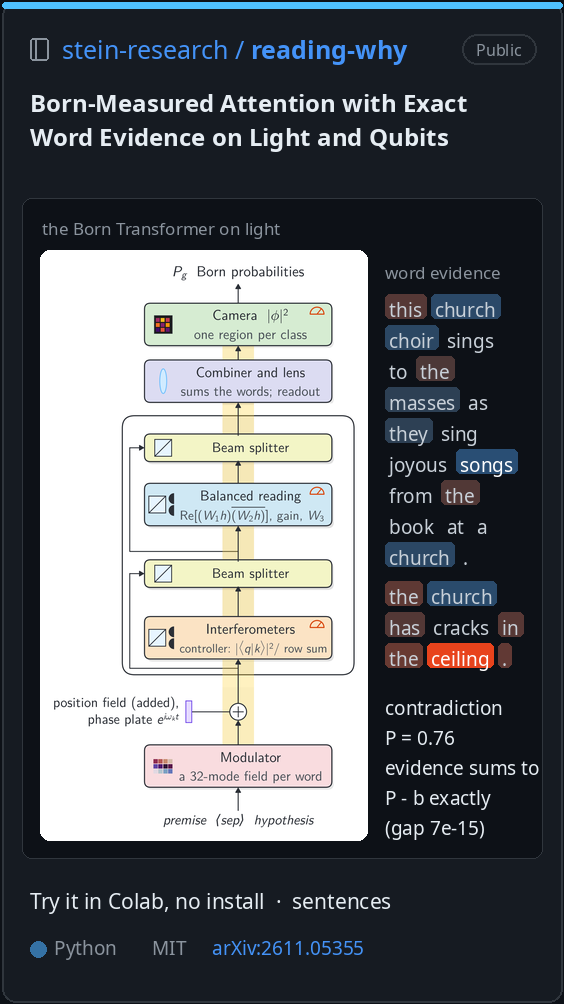 stein-research / reading-why
Public
Born-Measured Attention with Exact
Word Evidence on Light and Qubits
the Born Transformer on light
P_g Born probabilities
Camera |ϕ|²
one region per class
Combiner and lens
sums the words; readout
Beam splitter
Balanced reading
Re[(W₁h)(W̅₂h̅)], gain, W₃
Beam splitter
Interferometers
controller: |⟨q|k⟩|²/ row sum
position field (added),
phase plate e^{iω_k t}
+
Modulator
a 32-mode field per word
premise ⟨sep⟩ hypothesis
word evidence
this church
choir sings
to the
masses as
they sing
joyous songs
from the
book at a
church .
the church
has cracks in
the ceiling .
contradiction
P = 0.76
evidence sums to
P - b exactly
(gap 7e-15)
Try it in Colab, no install · sentences
Python MIT arXiv:2611.05355